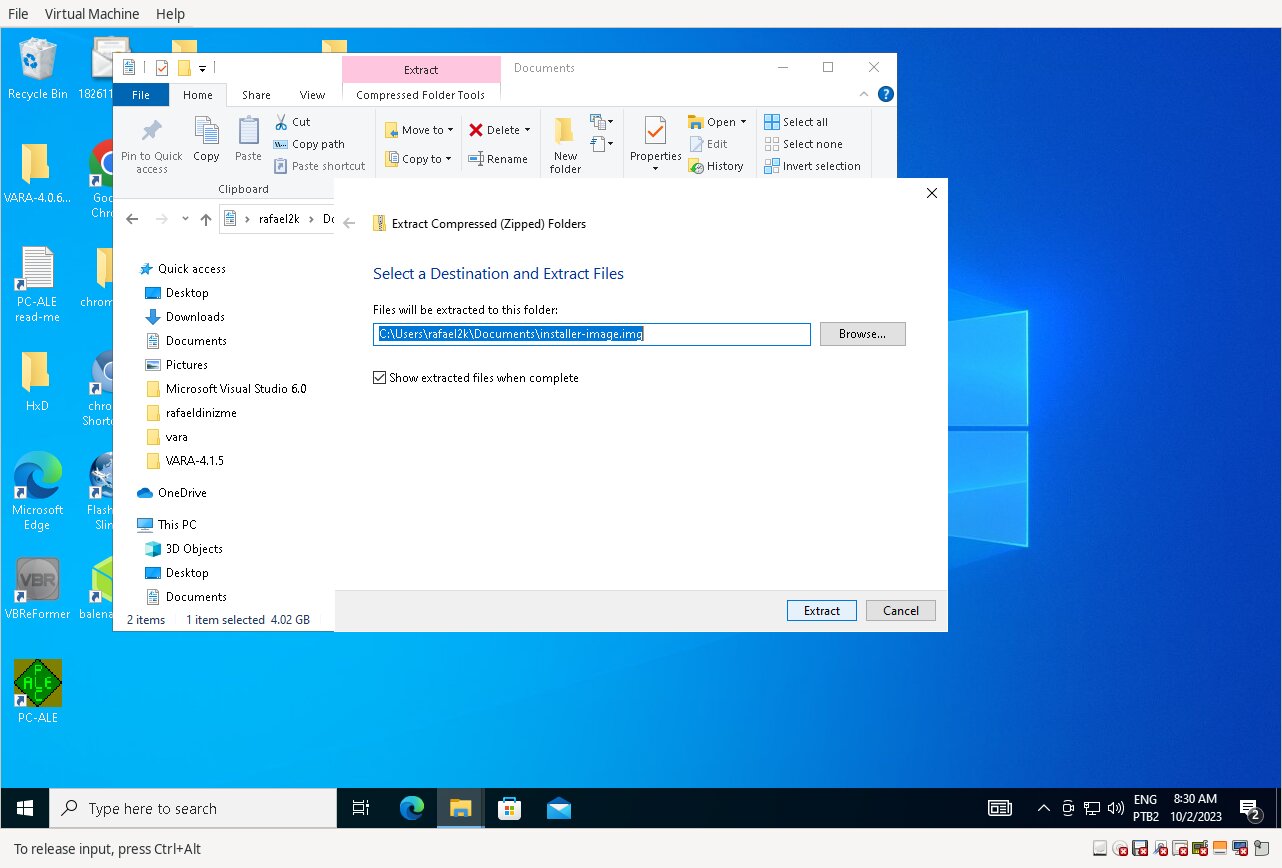 File Virtual Machine Help
Recycle Bin
182611
Extract
Documents
File Home Share View Compressed Folder Tools
Pin to Quick access
Copy
Paste
Cut
Copy path
Paste shortcut
Clipboard
Move to
Copy to
Delete
Rename
New folder
Properties
Open
Edit
History
Select all
Select none
Invert selection
VARA-4.0.6...
Goo
Chro
PC-ALE
read-me
chrom
HxD
chro
Shorto
Microsoft
Edge
Flash
Slin
VBR
VBReFormer
balena
P
ALE
C
PC-ALE
rafael2k
Do
Quick access
Desktop
Downloads
Documents
Pictures
Microsoft Visual Studio 6.0
rafaeldinizme
vara
VARA-4.1.5
OneDrive
This PC
3D Objects
Desktop
Documents
2 items 1 item selected 4.02 GB
Extract Compressed (Zipped) Folders
Select a Destination and Extract Files
Files will be extracted to this folder:
C:\Users\rafael2k\Documents\installer-image.img
Browse...
Show extracted files when complete
Extract
Cancel
Type here to search
ENG
PTB2
8:30 AM
10/2/2023
2
To release input, press Ctrl+Alt